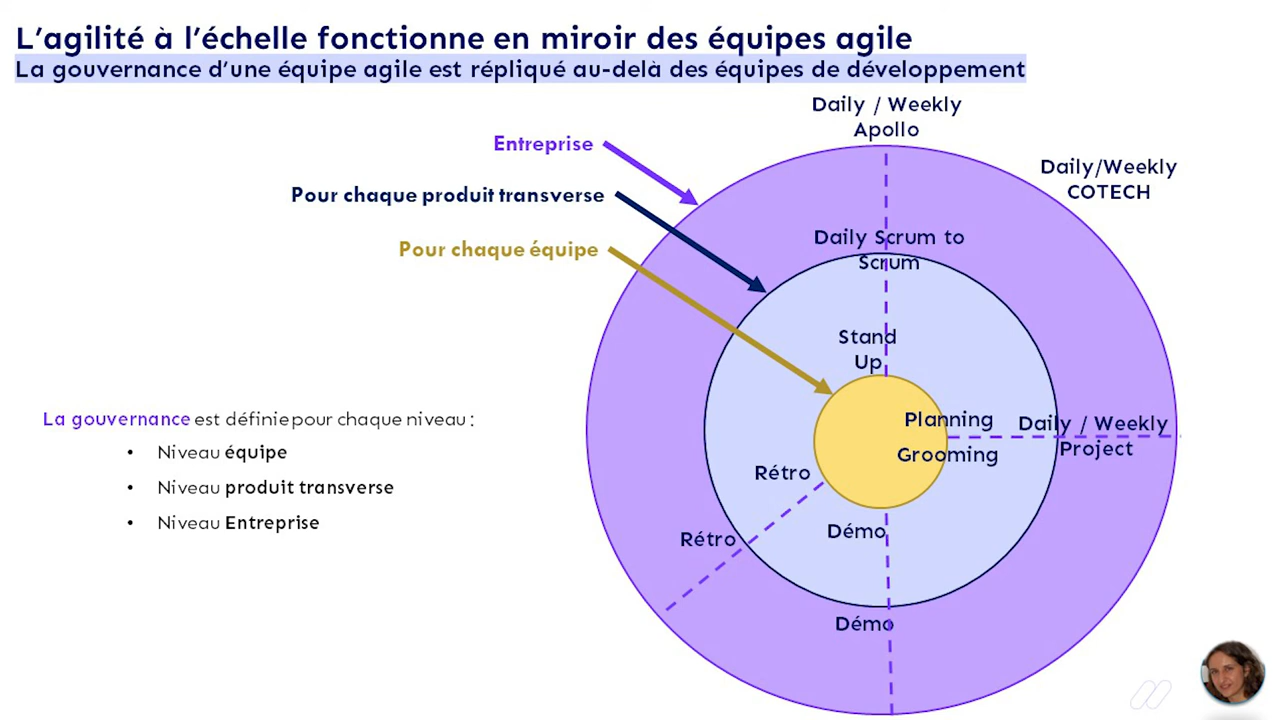 L’agilité à l’échelle fonctionne en miroir des équipes agile
La gouvernance d’une équipe agile est répliqué au-delà des équipes de développement
Daily / Weekly
Apollo
Entreprise
Daily/Weekly
COTECH
Pour chaque produit transverse
Daily Scrum to
Scrum
Pour chaque équipe
Stand
Up
La gouvernance est définie pour chaque niveau :
• Niveau équipe
• Niveau produit transverse
• Niveau Entreprise
Planning
Grooming
Daily / Weekly
Project
Rétro
Rétro
Démo
Démo